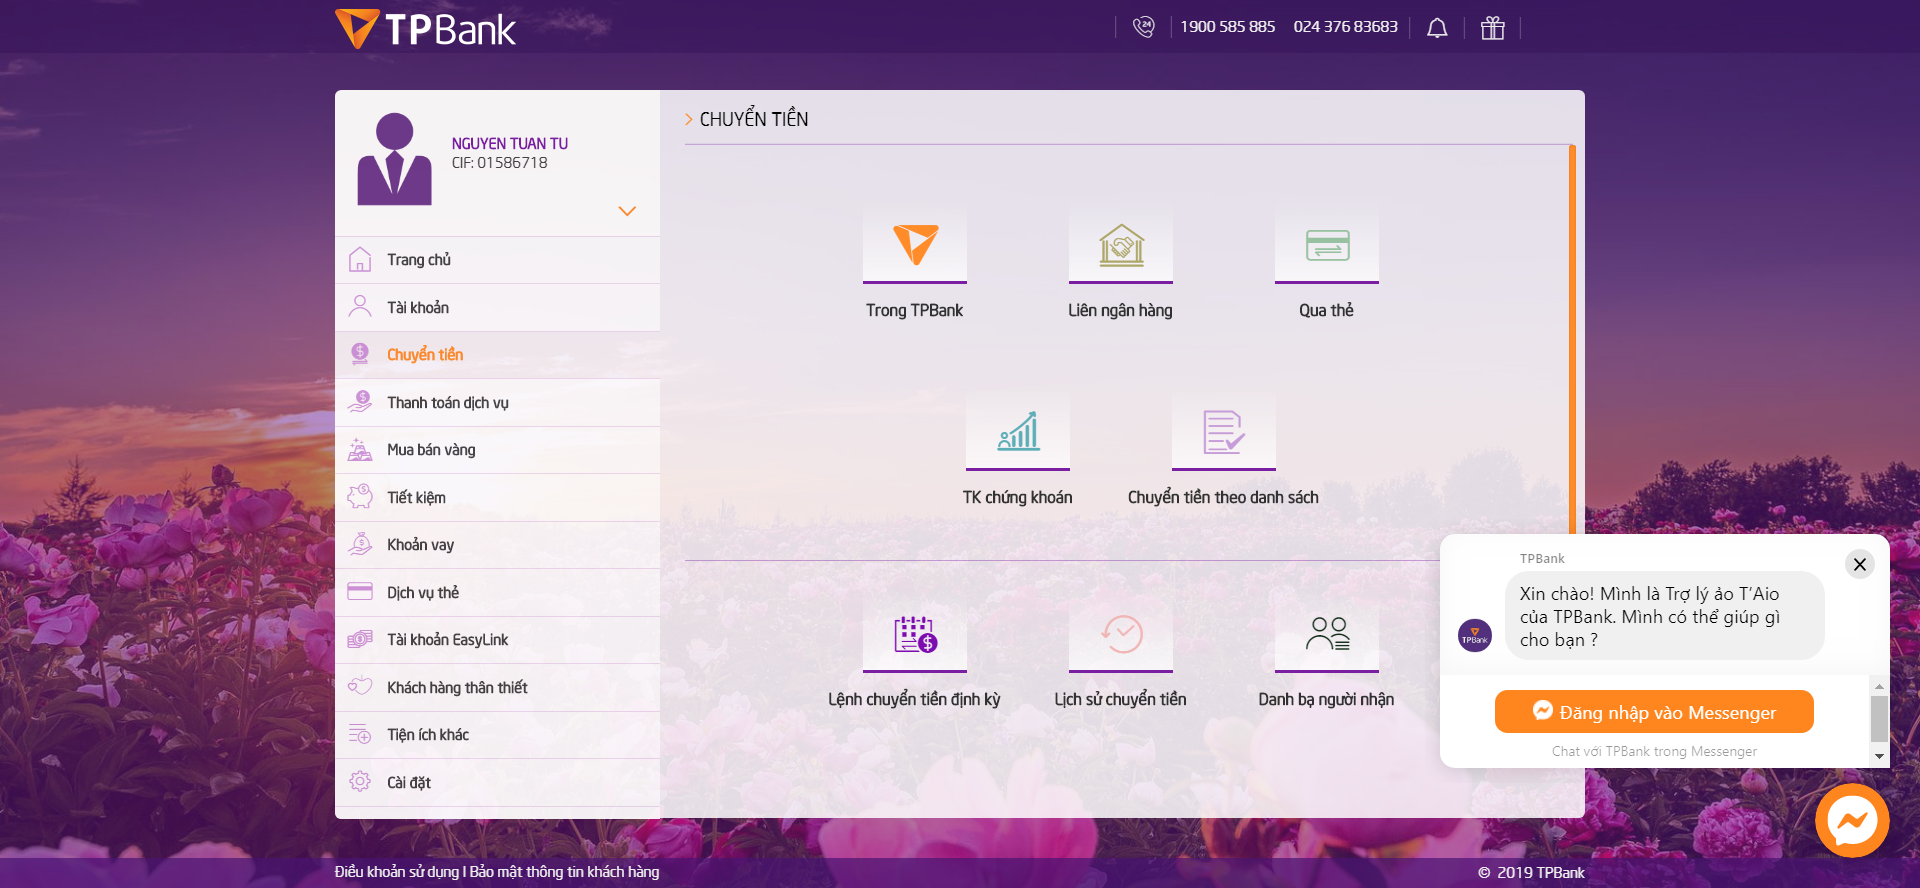 TPBank
24
1900 585 885
024 376 83683
NGUYEN TUAN TU
CIF: 01586718
Trang chủ
Tài khoản
Chuyển tiền
Thanh toán dịch vụ
Mua bán vàng
Tiết kiệm
Khoản vay
Dịch vụ thẻ
Tài khoản EasyLink
Khách hàng thân thiết
Tiện ích khác
Cài đặt
CHUYỂN TIỀN
Trong TPBank
Liên ngân hàng
Qua thẻ
TK chứng khoán
Chuyển tiền theo danh sách
Lệnh chuyển tiền định kỳ
Lịch sử chuyển tiền
Danh bạ người nhận
TPBank
Xin chào! Mình là Trợ lý ảo T'Aio
của TPBank. Mình có thể giúp gì
cho bạn ?
TPBank
Đăng nhập vào Messenger
Chat với TPBank trong Messenger
Điều khoản sử dụng I Bảo mật thông tin khách hàng
© 2019 TPBank